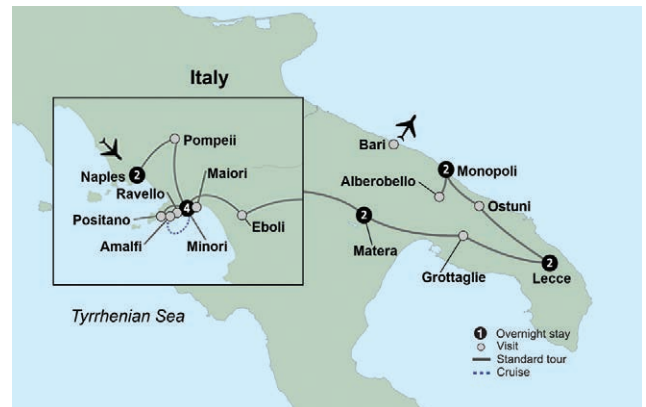 Italy
Pompeii
Naples
2
Ravello
Maiori
4
Positano
Amalfi
Minori
Eboli
Bari
Monopoli
2
Alberobello
Ostuni
2
Matera
Grottaglie
2
Lecce
Tyrrhenian Sea
1 Overnight stay
Visit
Standard tour
Cruise